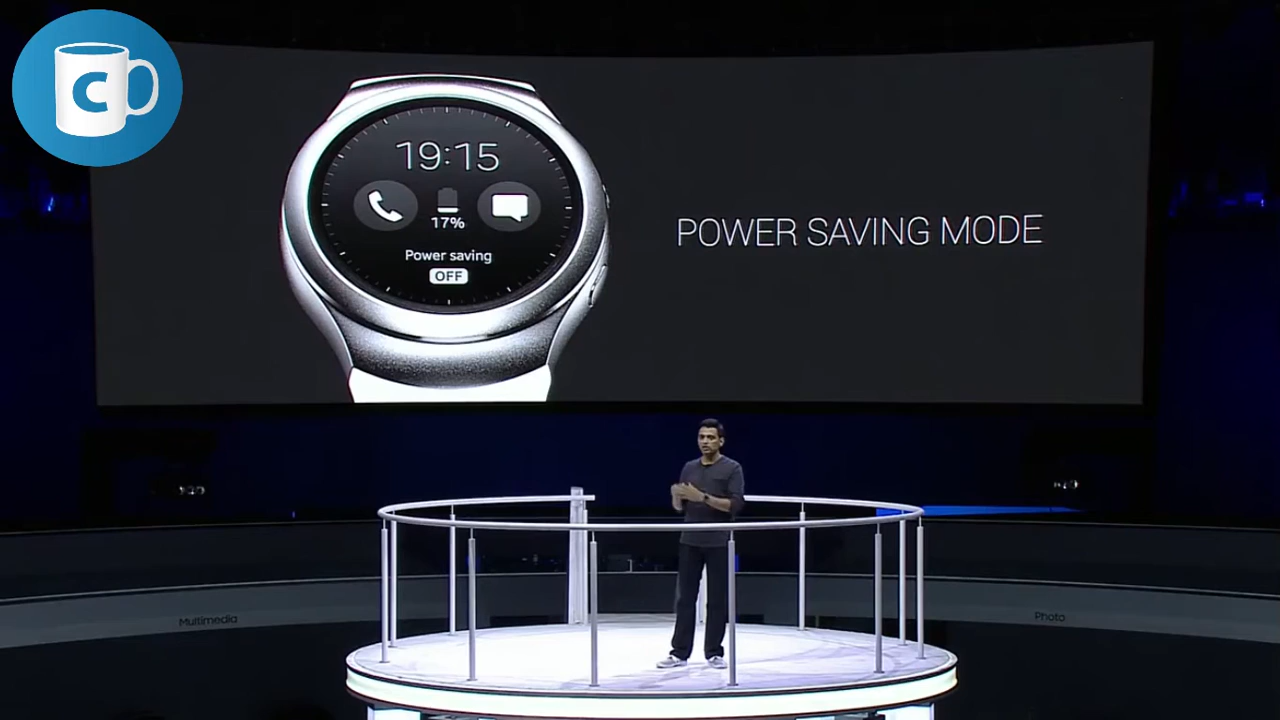 C
19:15
17%
Power saving
OFF
POWER SAVING MODE
Multimedia
Photo